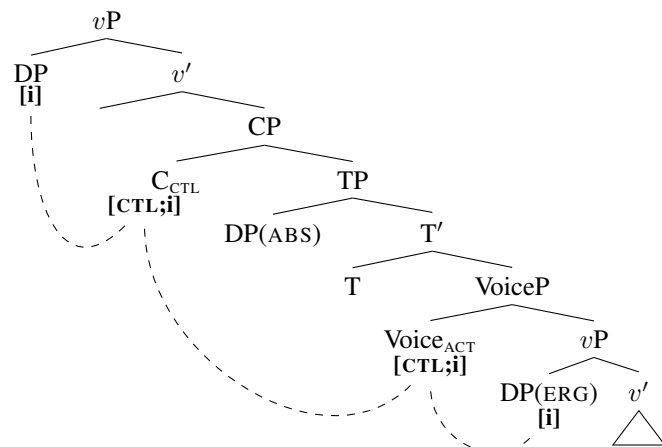 vP
DP
[i]
v′
CP
C_CTL
[CTL;i]
TP
DP(ABS)
T′
T
VoiceP
Voice_ACT
[CTL;i]
vP
DP(ERG)
[i]
v′